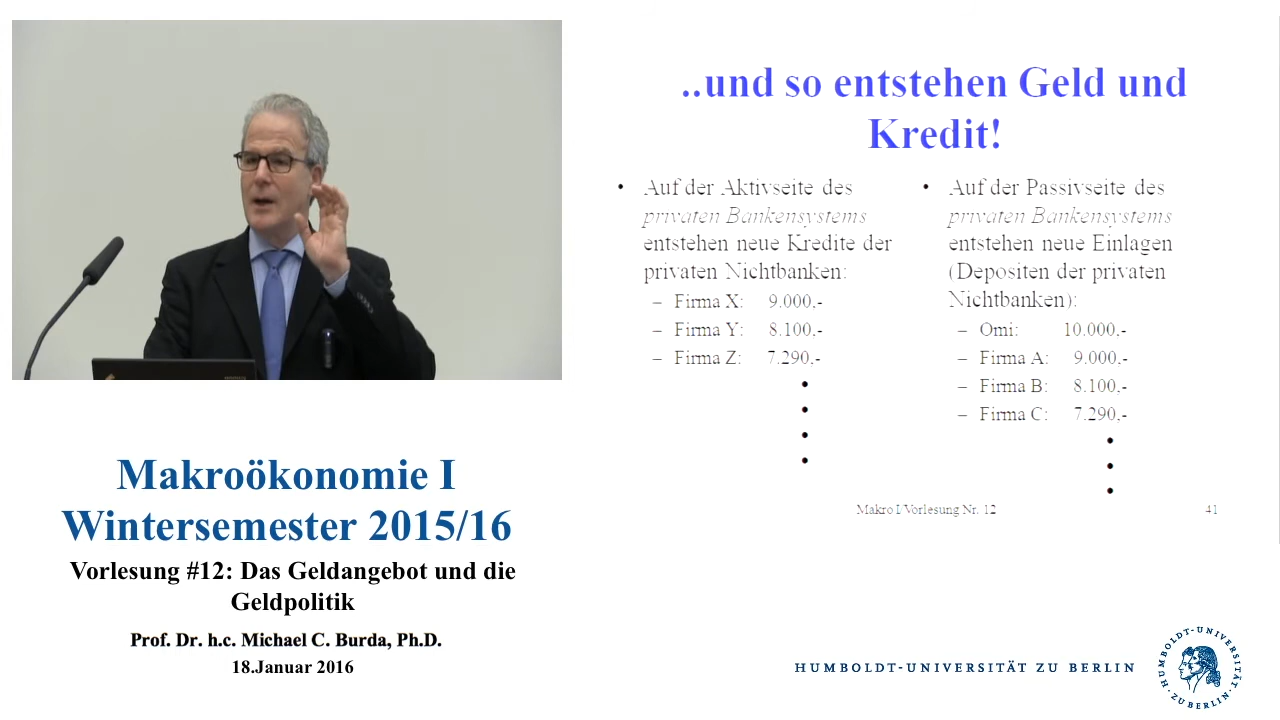 ..und so entstehen Geld und
Kredit!
• Auf der Aktivseite des
privaten Bankensystems
entstehen neue Kredite der
privaten Nichtbanken:
– Firma X: 9.000,-
– Firma Y: 8.100,-
– Firma Z: 7.290,-
• Auf der Passivseite des
privaten Bankensystems
entstehen neue Einlagen
(Depositen der privaten
Nichtbanken):
– Omi: 10.000,-
– Firma A: 9.000,-
– Firma B: 8.100,-
– Firma C: 7.290,-
Makro I/Vorlesung Nr. 12
41
Makroökonomie I
Wintersemester 2015/16
Vorlesung #12: Das Geldangebot und die
Geldpolitik
Prof. Dr. h.c. Michael C. Burda, Ph.D.
18.Januar 2016
HUMBOLDT-UNIVERSITÄT ZU BERLIN
HUMBOLDT-UNIVERSITÄT · ZU BERLIN ·